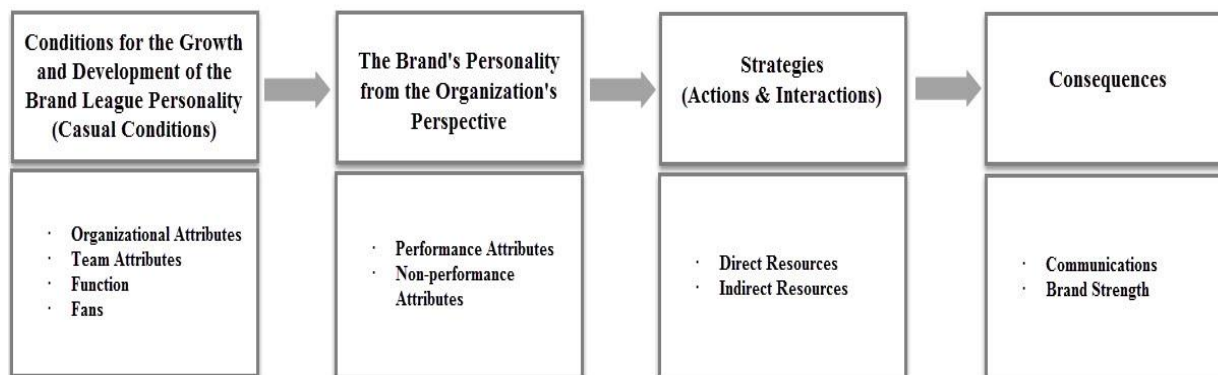 Conditions for the Growth
and Development of the
Brand League Personality
(Casual Conditions)
The Brand's Personality
from the Organization's
Perspective
Strategies
(Actions & Interactions)
Consequences
· Organizational Attributes
· Team Attributes
· Function
· Fans
· Performance Attributes
· Non-performance
Attributes
· Direct Resources
· Indirect Resources
· Communications
· Brand Strength